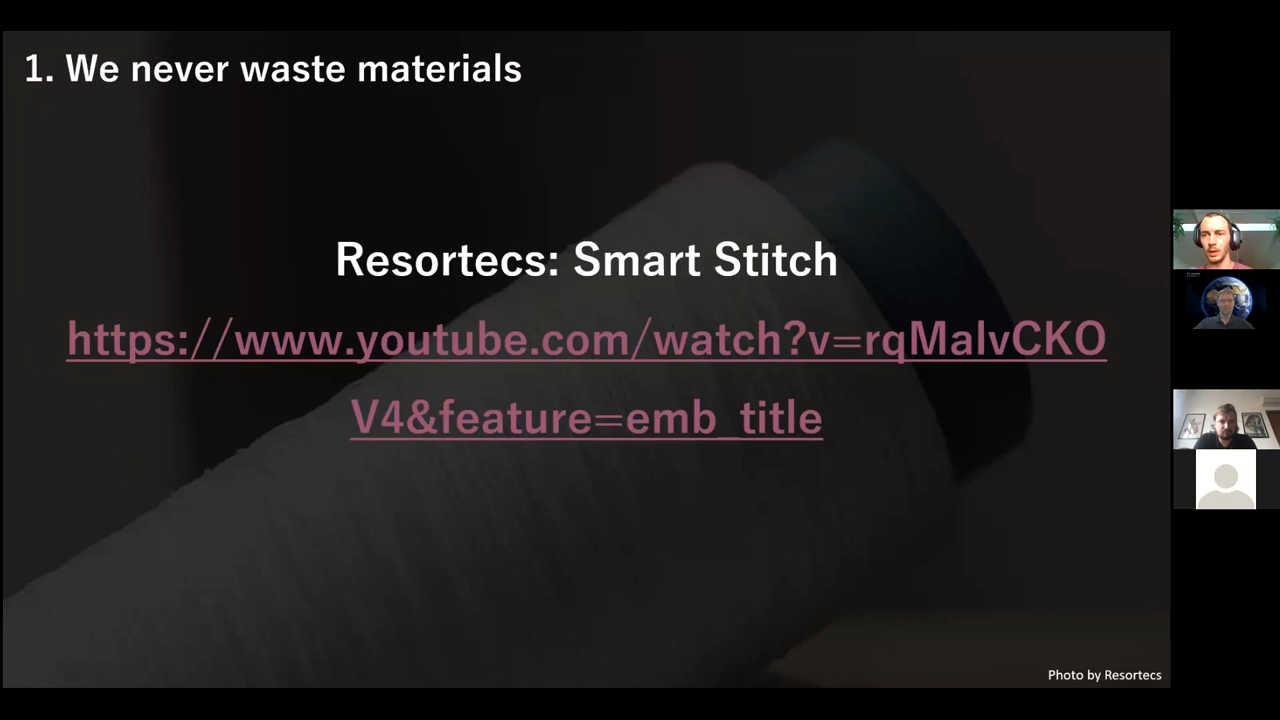 1. We never waste materials
Resortecs: Smart Stitch
https://www.youtube.com/watch?v=rqMalvCKO
V4&feature=emb_title
Photo by Resortecs